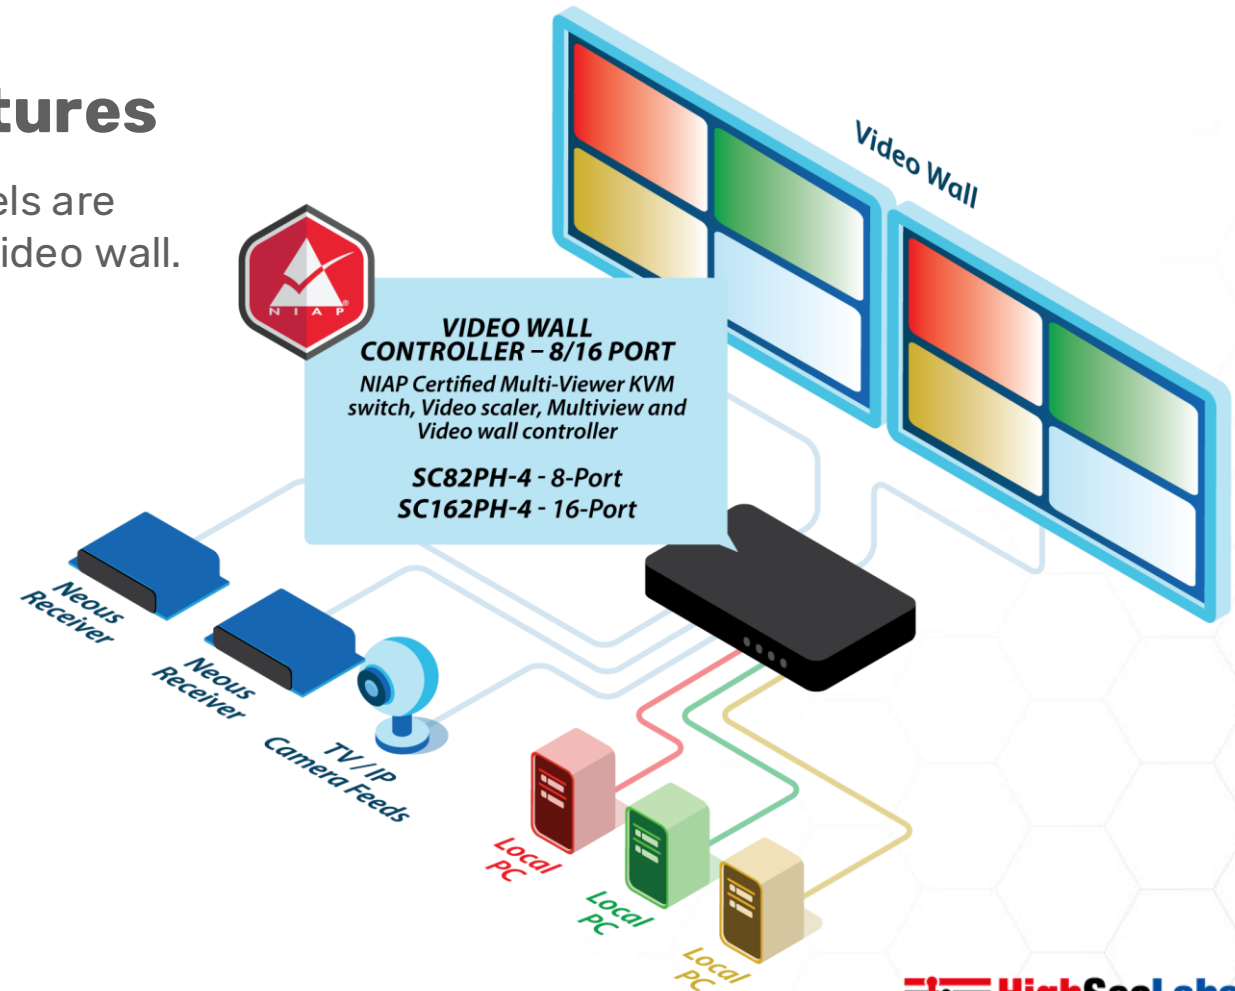 tures
els are
ideo wall.
Video Wall
NIAP
VIDEO WALL
CONTROLLER – 8/16 PORT
NIAP Certified Multi-Viewer KVM
switch, Video scaler, Multiview and
Video wall controller
SC82PH-4 - 8-Port
SC162PH-4 - 16-Port
Neous
Receiver
Neous
Receiver
TV/IP
Camera Feeds
Local
PC
Local
PC
Local
PC
HighSecLabs